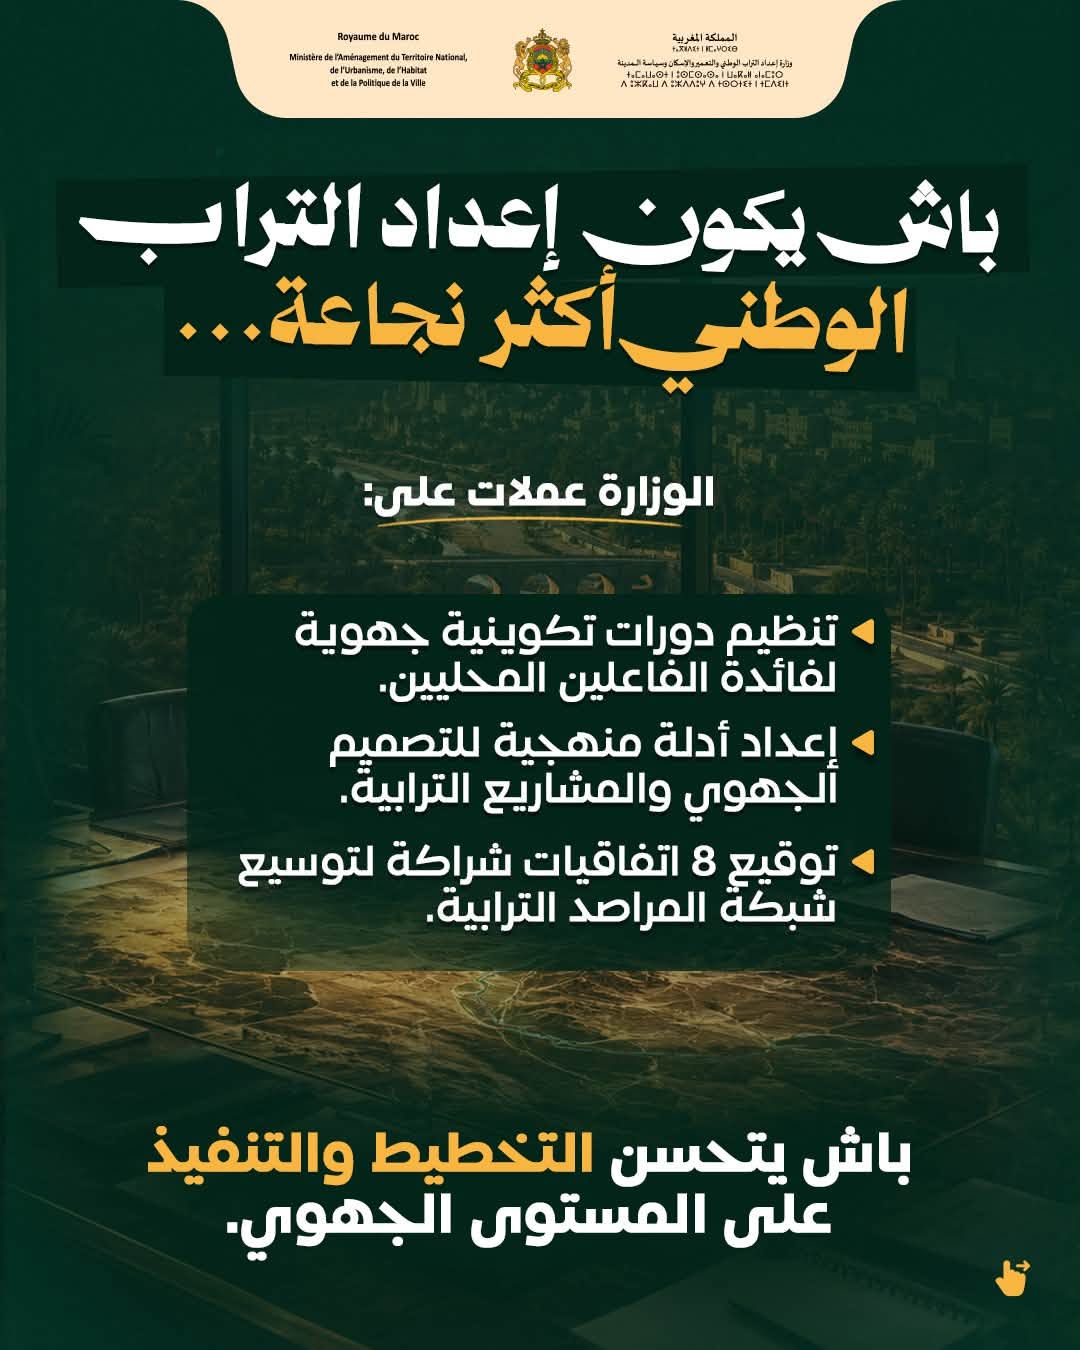 Royaume du Maroc
Ministère de l'Aménagement du Territoire National,
de l'Urbanisme, de l'Habitat
et de la Politique de la Ville
المملكة المغربية
ⵜⴰⴳⵍⴷⵉⵜ ⵏ ⵍⵎⵖⵔⵉⴱ
وزارة إعداد التراب الوطني والتعمير والإسكان وسياسة المدينة
باش يكون إعداد التراب
الوطني أكثر نجاعة...
الوزارة عملات على:
تنظيم دورات تكوينية جهوية
لفائدة الفاعلين المحليين.
إعداد أدلة منهجية للتصميم
الجهوي والمشاريع الترابية.
توقيع 8 اتفاقيات شراكة لتوسيع
شبكة المراصد الترابية.
باش يتحسن التخطيط والتنفيذ
على المستوى الجهوي.